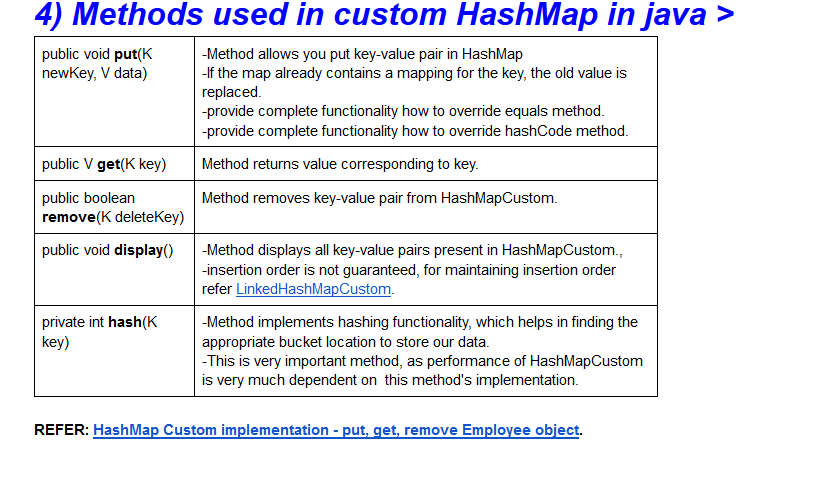 4) Methods used in custom HashMap in java >
public void put(K
newKey, V data)
-Method allows you put key-value pair in HashMap
-If the map already contains a mapping for the key, the old value is
replaced.
-provide complete functionality how to override equals method.
-provide complete functionality how to override hashCode method.
public V get(K key)
Method returns value corresponding to key.
public boolean
remove(K deleteKey)
Method removes key-value pair from HashMapCustom.
public void display()
-Method displays all key-value pairs present in HashMapCustom.,
-insertion order is not guaranteed, for maintaining insertion order
refer LinkedHashMapCustom.
private int hash(K
key)
-Method implements hashing functionality, which helps in finding the
appropriate bucket location to store our data.
-This is very important method, as performance of HashMapCustom
is very much dependent on  this method's implementation.
REFER: HashMap Custom implementation - put, get, remove Employee object.